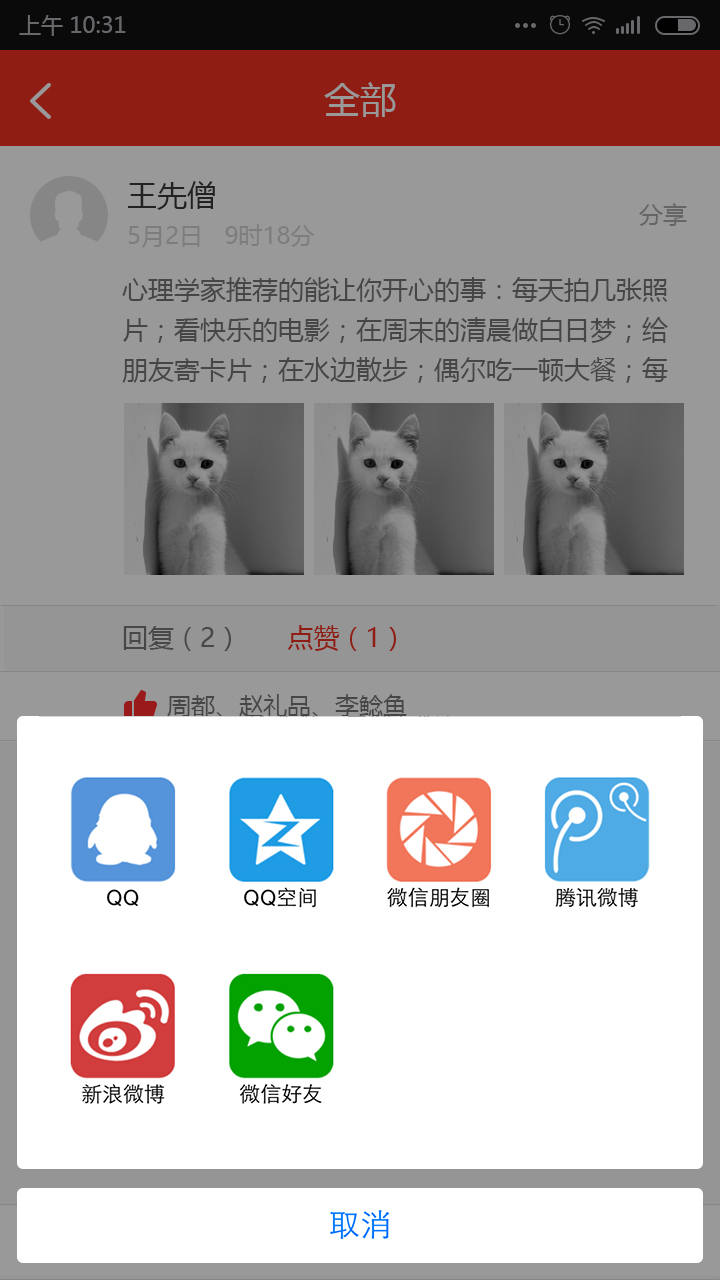 上午 10:31
全部
王先僧
分享
5月2日 9时18分
心理学家推荐的能让你开心的事：每天拍几张照
片；看快乐的电影；在周末的清晨做白日梦；给
朋友寄卡片；在水边散步；偶尔吃一顿大餐；每
回复（2） 点赞（1）
周都、赵礼品、李鲶鱼
QQ QQ空间 微信朋友圈 腾讯微博
新浪微博 微信好友
取消